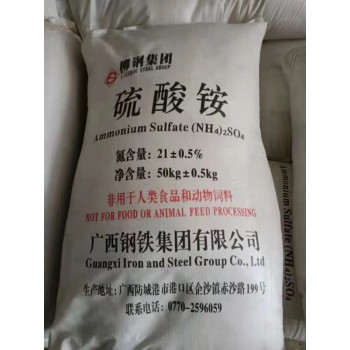 柳钢集团
LIUZHOU STEEL GROUP
硫酸铵
Ammonium Sulfate (NH4)2SO4
氮含量：21±0.5%
净含量：50kg±0.5kg
非用于人类食品和动物饲料
NOT FOR FOOD OR ANIMAL FEED PROCESSING
广西钢铁集团有限公司
Guangxi Iron and Steel Group Co., Ltd
生产地址：广西防城港市港口区企沙镇赤沙路199号
联系电话：0770-2596059
Ammonium Sulfate (NH4)2SO4